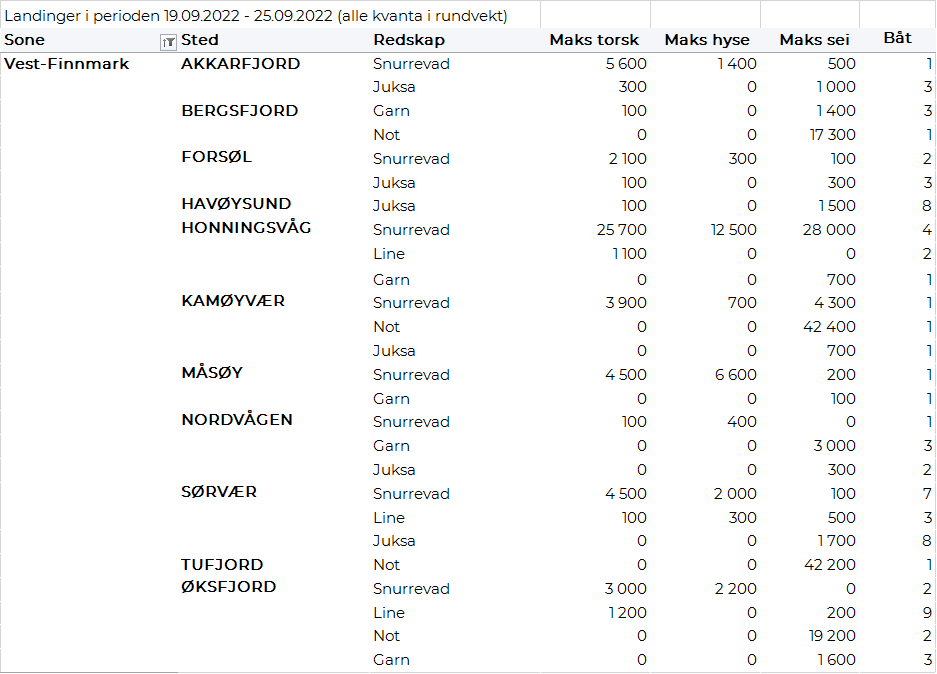 Landinger i perioden 19.09.2022 - 25.09.2022 (alle kvanta i rundvekt)
Sone Sted Redskap Maks torsk Maks hyse Maks sei Båt
Vest-Finnmark AKKARFJORD Snurrevad 5 600 1 400 500 1
Juksa 300 0 1 000 3
BERGSFJORD Garn 100 0 1 400 3
Not 0 0 17 300 1
FORSØL Snurrevad 2 100 300 100 2
Juksa 100 0 300 3
HAVØYSUND Juksa 100 0 1 500 8
HONNINGSVÅG Snurrevad 25 700 12 500 28 000 4
Line 1 100 0 0 2
Garn 0 0 700 1
KAMØYVÆR Snurrevad 3 900 700 4 300 1
Not 0 0 42 400 1
Juksa 0 0 700 1
MÅSØY Snurrevad 4 500 6 600 200 1
Garn 0 0 100 1
NORDVÅGEN Snurrevad 100 400 0 1
Garn 0 0 3 000 3
Juksa 0 0 300 2
SØRVÆR Snurrevad 4 500 2 000 100 7
Line 100 300 500 3
Juksa 0 0 1 700 8
TUFJORD Not 0 0 42 200 1
ØKSFJORD Snurrevad 3 000 2 200 0 2
Line 1 200 0 200 9
Not 0 0 19 200 2
Garn 0 0 1 600 3